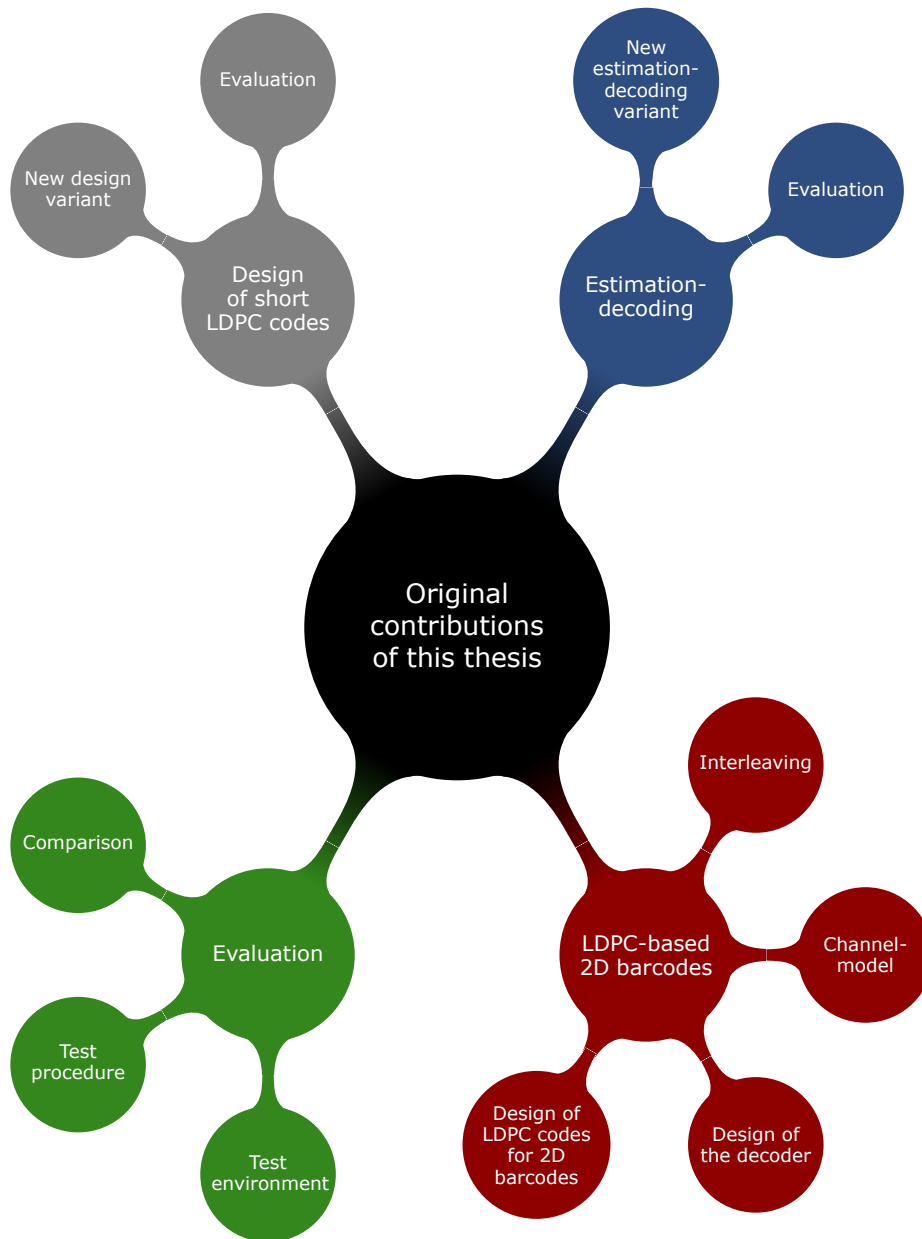 Evaluation
New design
variant
Design
of short
LDPC codes
New
estimation-
decoding
variant
Evaluation
Estimation-
decoding
Original
contributions
of this thesis
Interleaving
Comparison
Evaluation
LDPC-based
2D barcodes
Channel-
model
Test
procedure
Test
environment
Design of
LDPC codes
for 2D
barcodes
Design of
the decoder